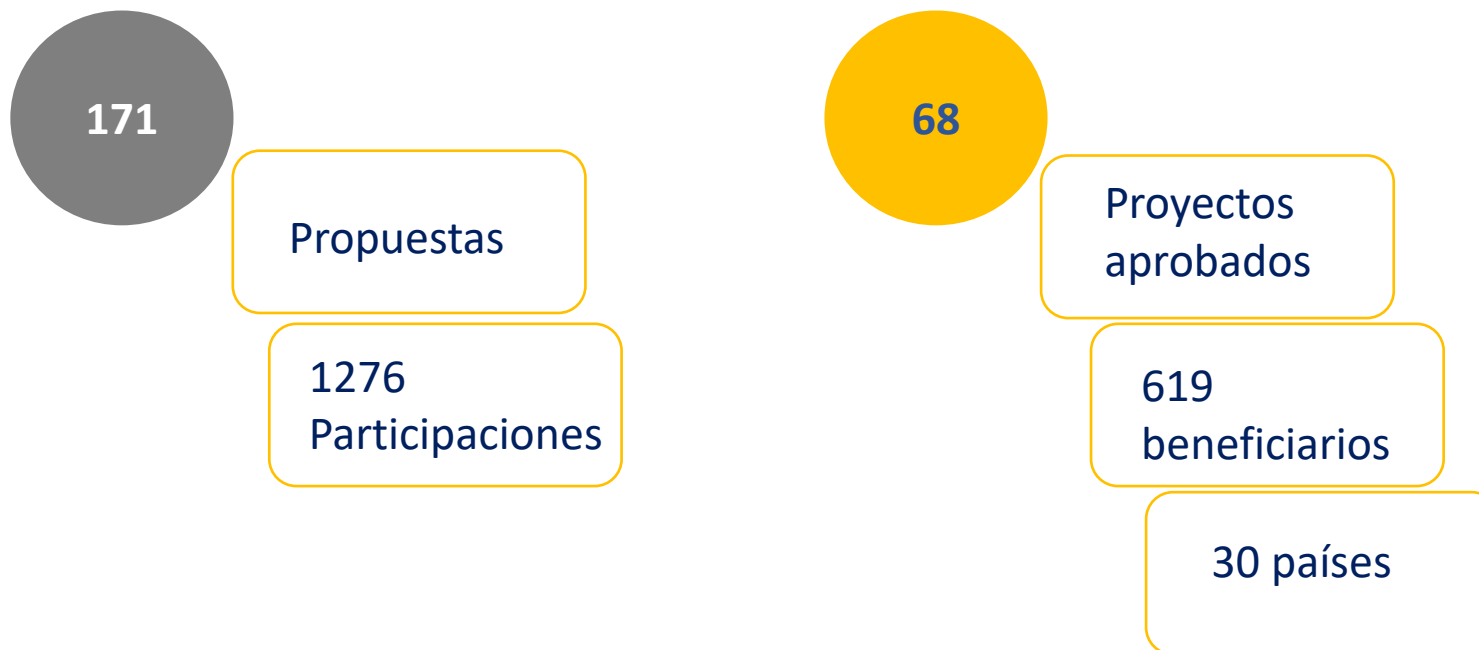 171
Propuestas
1276
Participaciones
68
Proyectos
aprobados
619
beneficiarios
30 países